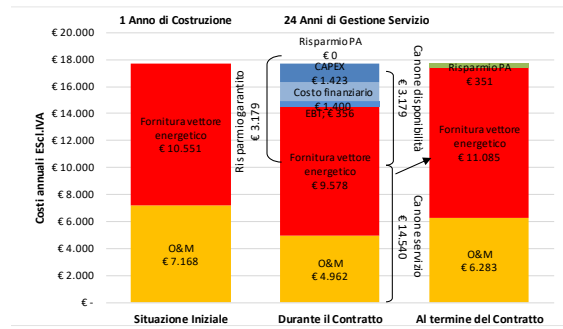 1 Anno di Costruzione
24 Anni di Gestione Servizio
Costi annuali EScl.IVA
€ 20.000
€ 18.000
€ 16.000
€ 14.000
€ 12.000
€ 10.000
€ 8.000
€ 6.000
€ 4.000
€ 2.000
€ -
Fornitura vettore
energetico
€ 10.551
O&M
€ 7.168
Risparmio garantito
€ 3.179
Risparmio PA
€ 0
CAPEX
€ 1.423
Costo finanziario
€ 1.400
EBT; € 356
Fornitura vettore
energetico
€ 9.578
O&M
€ 4.962
Canone disponibilità
€ 3.179
Canone servizio
€ 14.540
Risparmio PA
€ 351
Fornitura vettore
energetico
€ 11.085
O&M
€ 6.283
Situazione Iniziale
Durante il Contratto
Al termine del Contratto